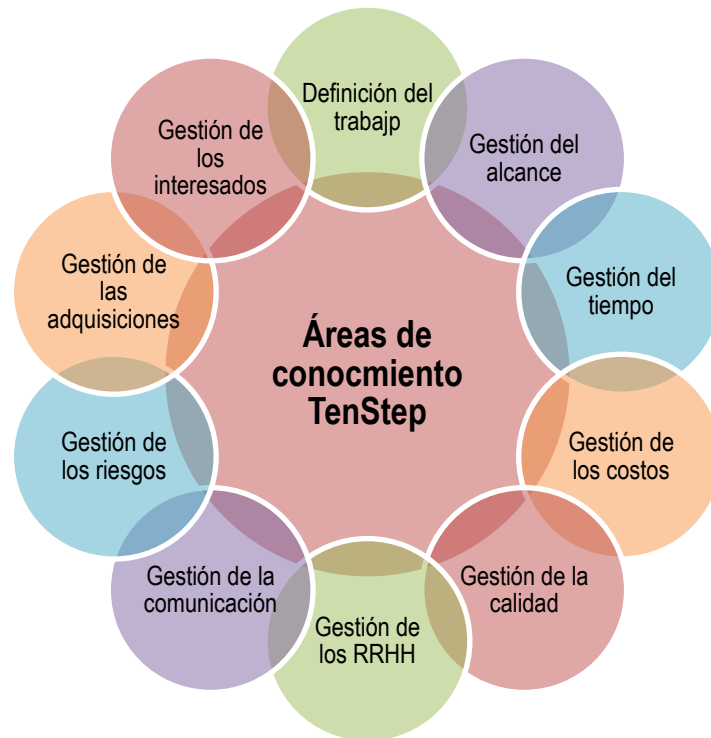 Definición del
trabajp
Gestión del
alcance
Gestión del
tiempo
Gestión de
los costos
Gestión de la
calidad
Gestión de
los RRHH
Gestión de la
comunicación
Gestión de
los riesgos
Gestión de
las
adquisiciones
Gestión de
los
interesados
Áreas de
conocmiento
TenStep